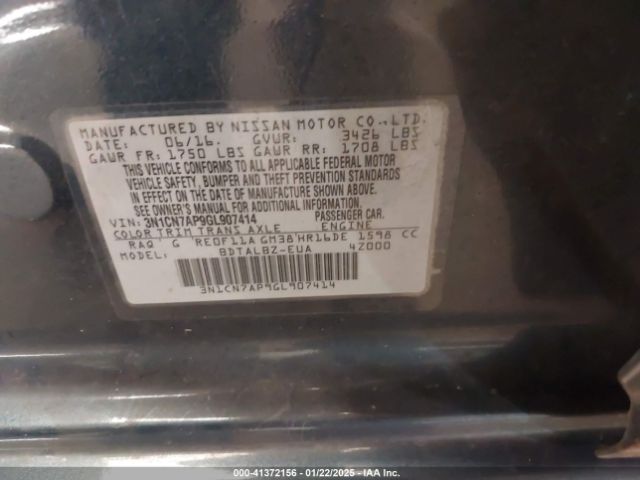 MANUFACTURED BY NISSAN MOTOR CO.,LTD.
DATE: 06/16. GVWR: 3426 LBS
GAWR FR: 1750 LBS GAWR RR: 1708 LBS
THIS VEHICLE CONFORMS TO ALL APPLICABLE FEDERAL MOTOR
VEHICLE SAFETY, BUMPER AND THEFT PREVENTION STANDARDS
IN EFFECT ON THE DATE OF MANUFACTURE SHOWN ABOVE.
SEE OWNER'S MANUAL FOR ADDITIONAL INFORMATION.
VIN: 3N1CN7AP9GL907414 PASSENGER CAR.
COLOR TRIM TRANS AXLE ENGINE
RAQ G RE0F11A GM38 HR16DE 1598 CC
MODEL: BDTALBZ-EUA 4Z000
3N1CN7AP9GL907414
000-41372156 - 01/22/2025 - IAA Inc.